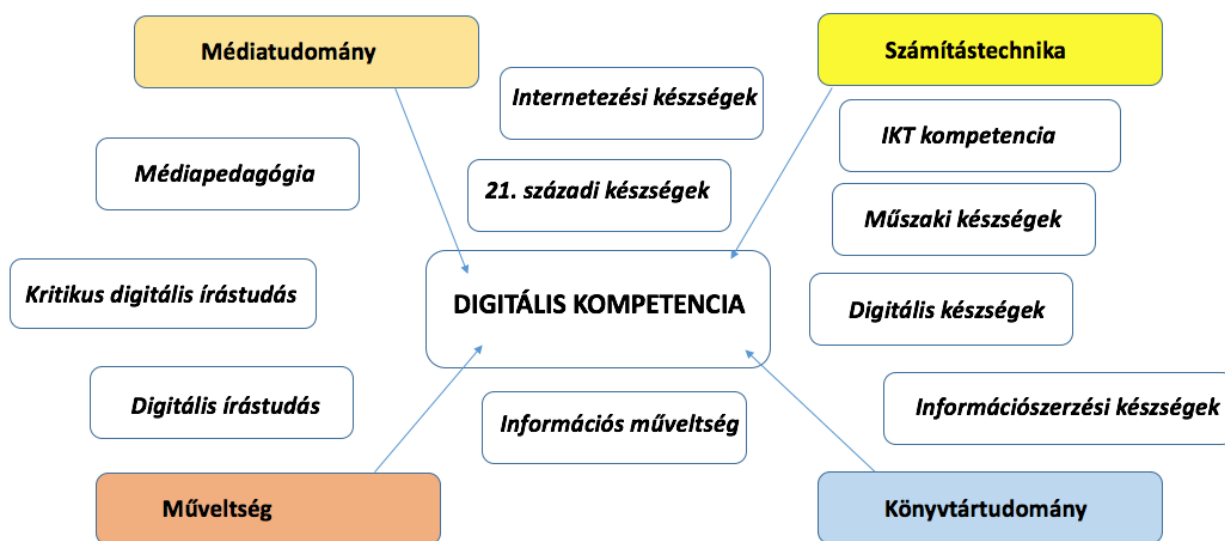 Médiatudomány
Számítástechnika
Internetezési készségek
IKT kompetencia
Médiapedagógia
21. századi készségek
Műszaki készségek
Kritikus digitális írástudás
DIGITÁLIS KOMPETENCIA
Digitális készségek
Digitális írástudás
Információs műveltség
Információszerzési készségek
Műveltség
Könyvtártudomány